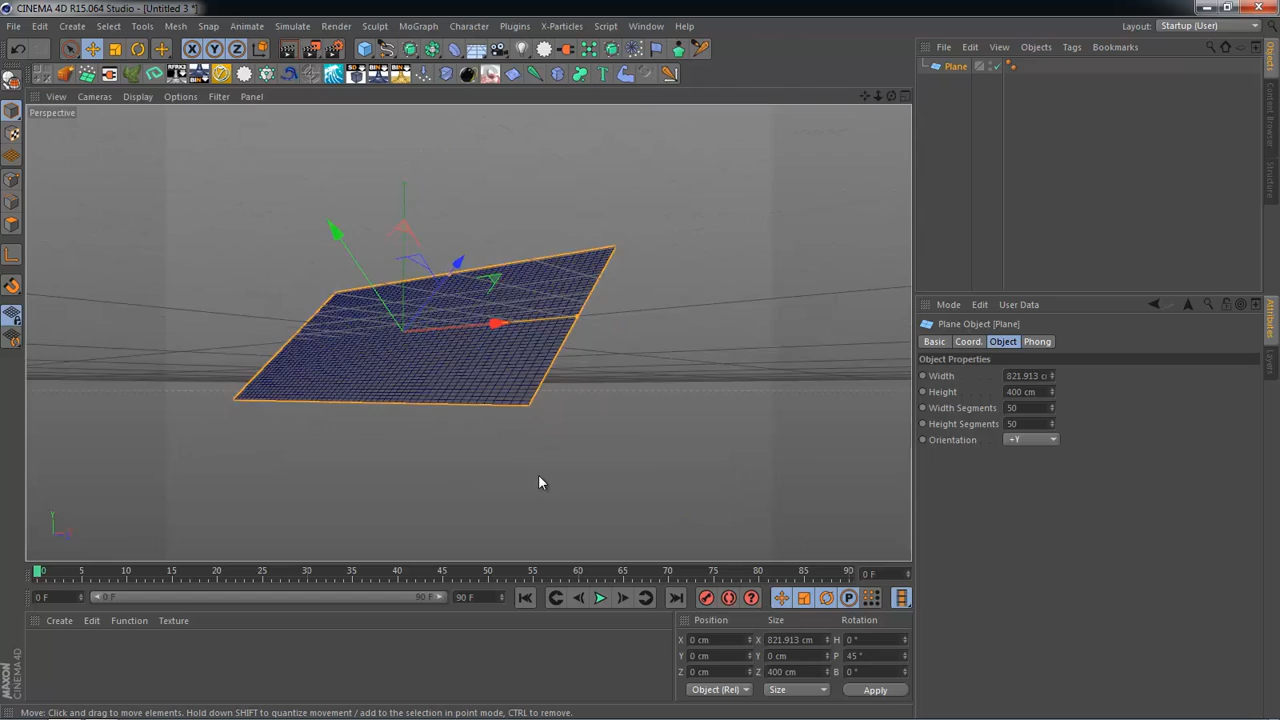 CINEMA 4D R15.064 Studio - [Untitled 3 *]
File Edit Create Select Tools Mesh Snap Animate Simulate Render Sculpt MoGraph Character Plugins X-Particles Script Window Help
Layout: Startup (User)
File Edit View Objects Tags Bookmarks
Plane
View Cameras Display Options Filter Panel
Perspective
Objects
Content Browser
Structure
Mode Edit User Data
Plane Object [Plane]
Basic Coord. Object Phong
Object Properties
Width 821.913 c
Height 400 cm
Width Segments 50
Height Segments 50
Orientation +Y
Attributes
Layers
Y
0 5 10 15 20 25 30 35 40 45 50 55 60 65 70 75 80 85 90 0 F
0 F 0 F 90 F 90 F
Create Edit Function Texture
Position Size Rotation
X 0 cm X 821.913 cm H 0 °
Y 0 cm Y 0 cm P 45 °
Z 0 cm Z 400 cm B 0 °
Object (Rel) Size Apply
MAXON CINEMA 4D
Move: Click and drag to move elements. Hold down SHIFT to quantize movement / add to the selection in point mode, CTRL to remove.